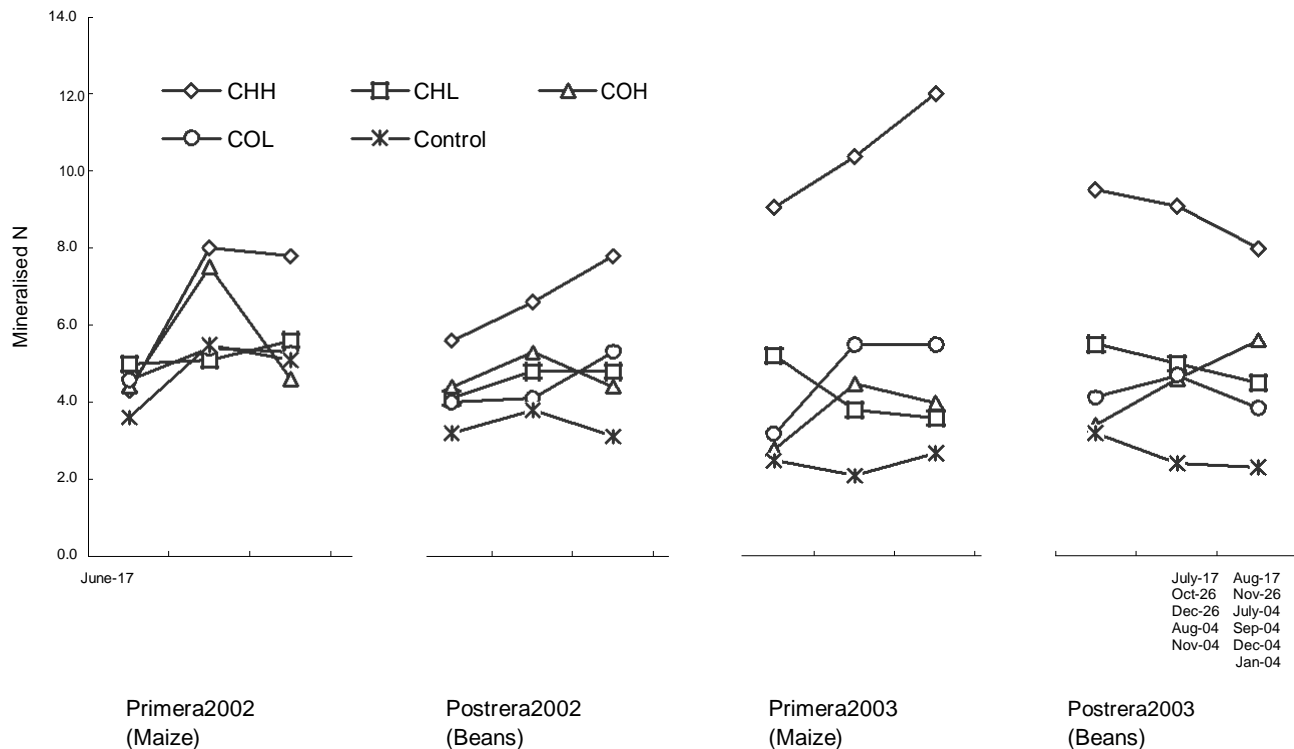 14.0
CHH CHL COH
12.0
COL Control
10.0
Mineralised N
8.0
6.0
4.0
2.0
0.0
June-17
July-17 Aug-17
Oct-26 Nov-26
Dec-26 July-04
Aug-04 Sep-04
Nov-04 Dec-04
Jan-04
Primera2002
(Maize)
Postrera2002
(Beans)
Primera2003
(Maize)
Postrera2003
(Beans)